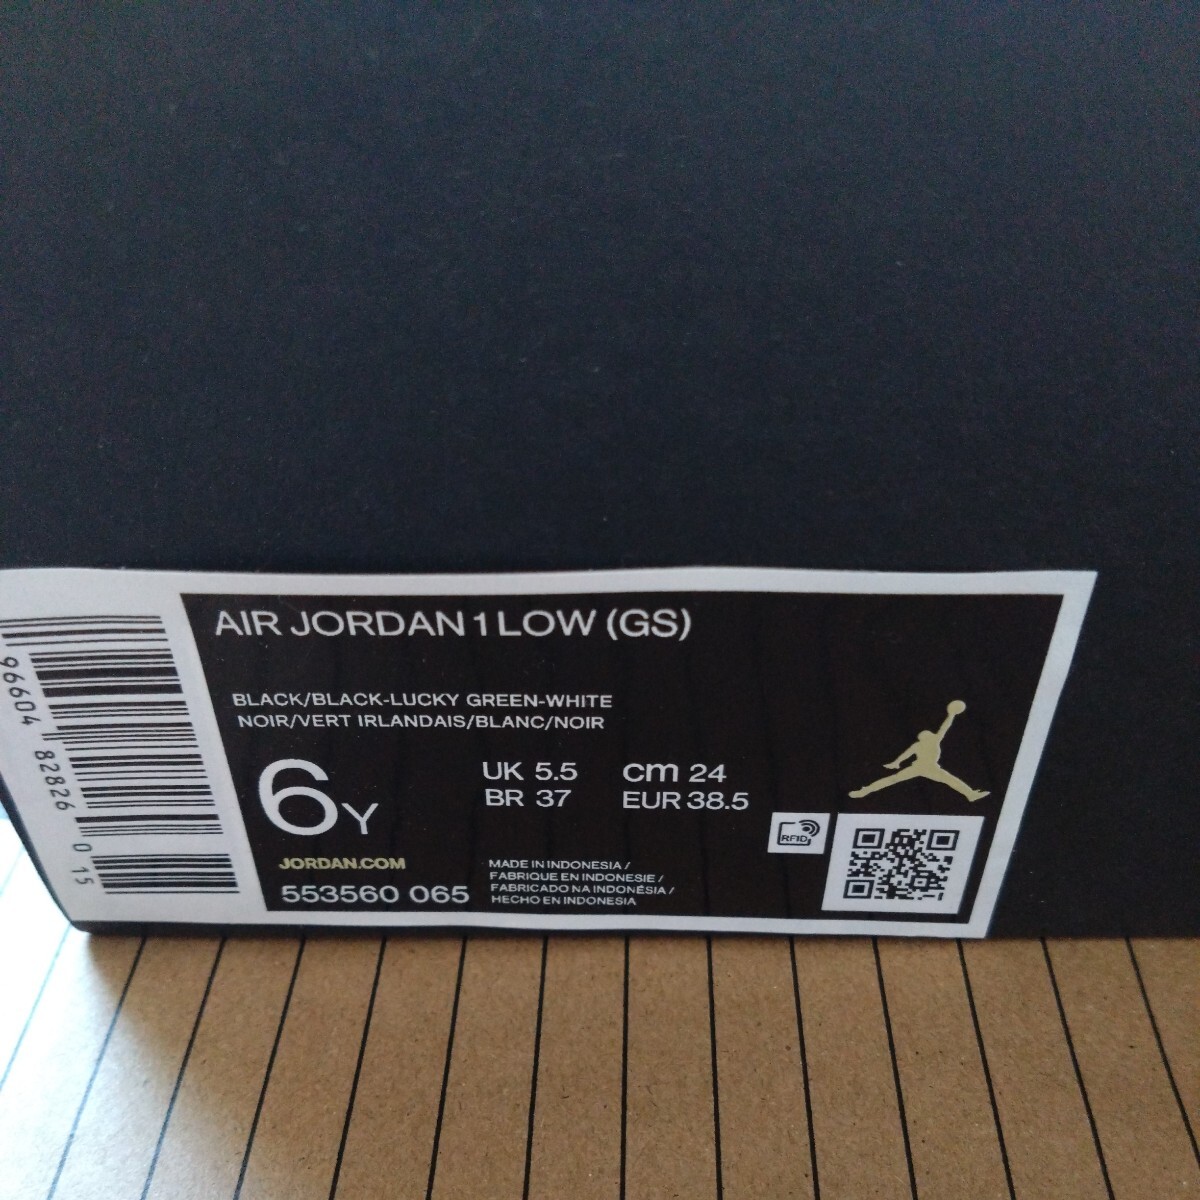 AIR JORDAN 1 LOW (GS)
BLACK/BLACK-LUCKY GREEN-WHITE
NOIR/VERT IRLANDAIS/BLANC/NOIR
6Y
UK 5.5 cm 24
BR 37 EUR 38.5
JORDAN.COM
553560 065
MADE IN INDONESIA /
FABRIQUE EN INDONESIE /
FABRICADO NA INDONÉSIA /
HECHO EN INDONESIA
RFID
96604 82826 0 15